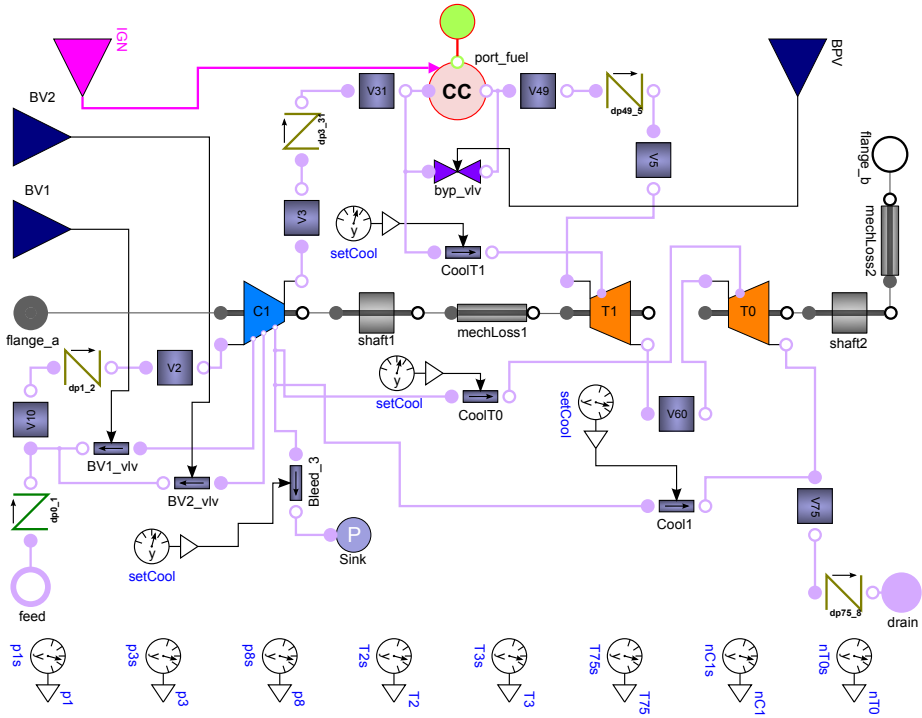 IGN
port_fuel
BPV
BV2
CC
V31
V49
dp3_31
dp49_5
flange_b
BV1
V5
byp_vlv
V3
y
setCool
CoolT1
mechLoss2
C1
T1
T0
flange_a
shaft1
mechLoss1
shaft2
V2
dp1_2
y
setCool
CoolT0
setCool
y
V10
V60
BV1_vlv
BV2_vlv
Bleed_3
dp0_1
Cool1
V75
y
setCool
P
Sink
feed
dp75_8
drain
p1s
p1
p3s
p3
p8s
p8
T2s
T2
T3s
T3
T75s
T75
nC1s
nC1
nT0s
nT0